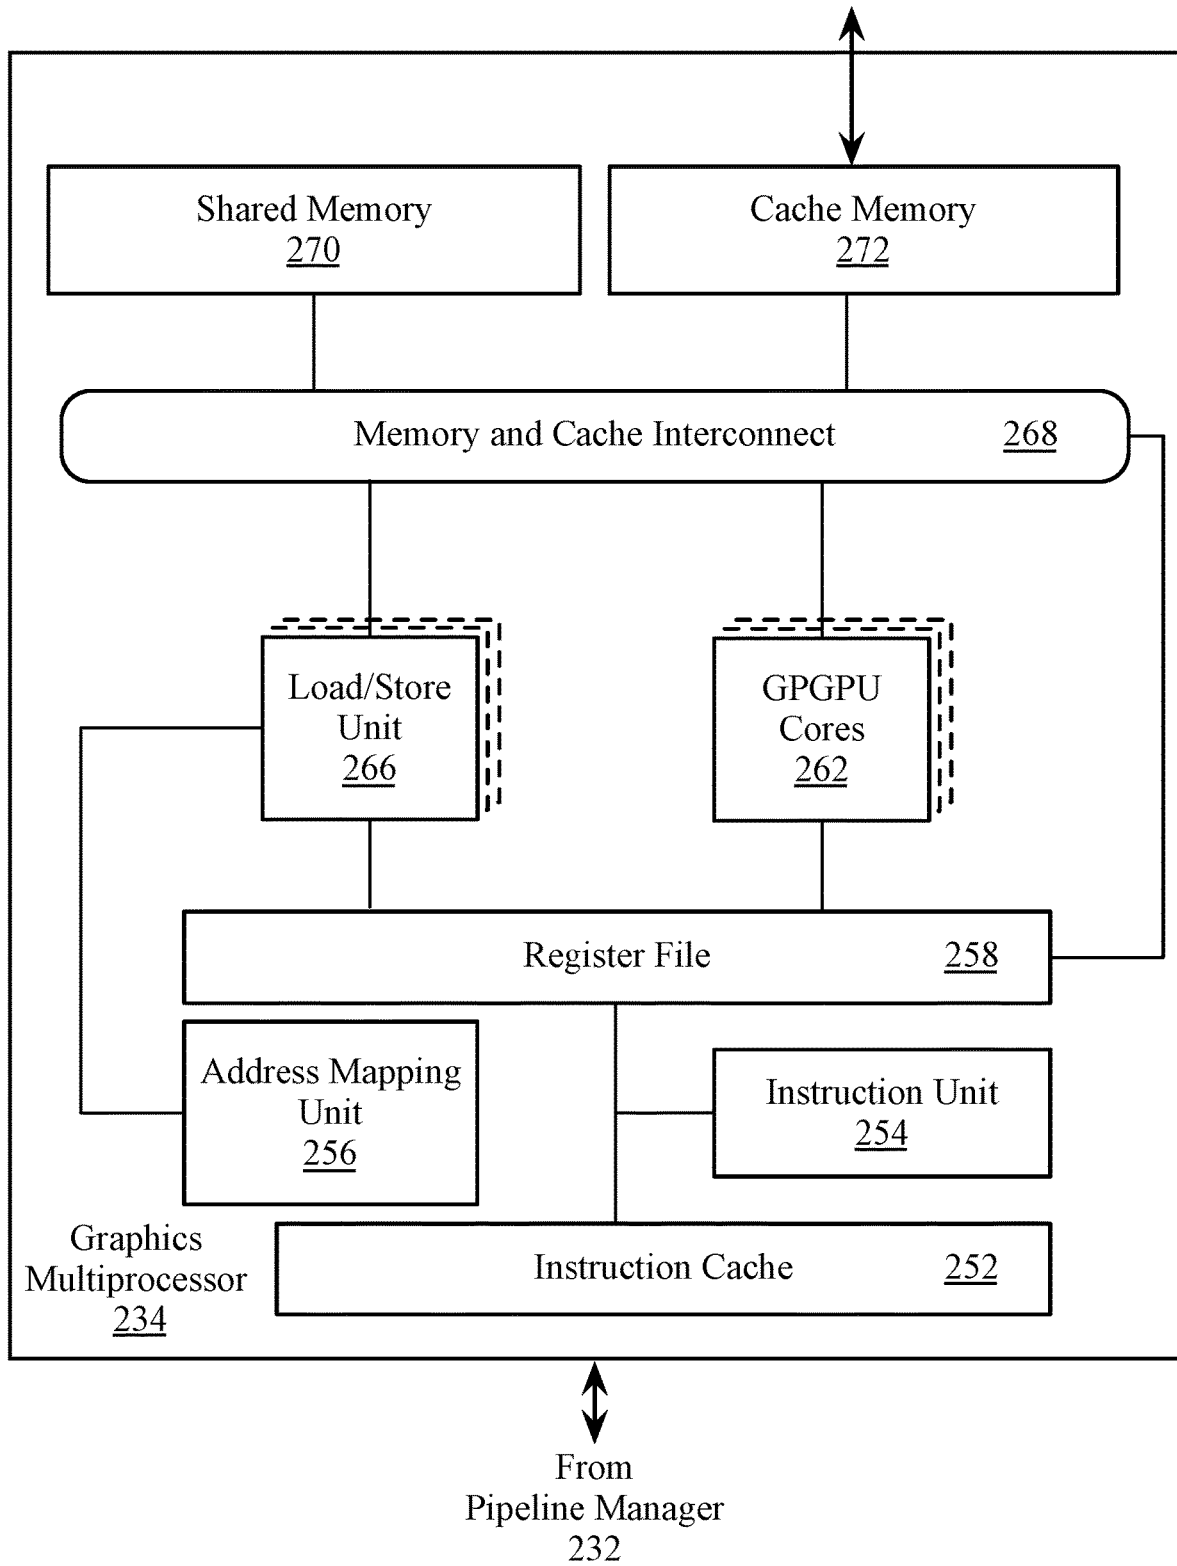 Shared Memory
270
Cache Memory
272
Memory and Cache Interconnect 268
Load/Store
Unit
266
GPGPU
Cores
262
Register File 258
Address Mapping
Unit
256
Instruction Unit
254
Graphics
Multiprocessor
234
Instruction Cache 252
From
Pipeline Manager
232